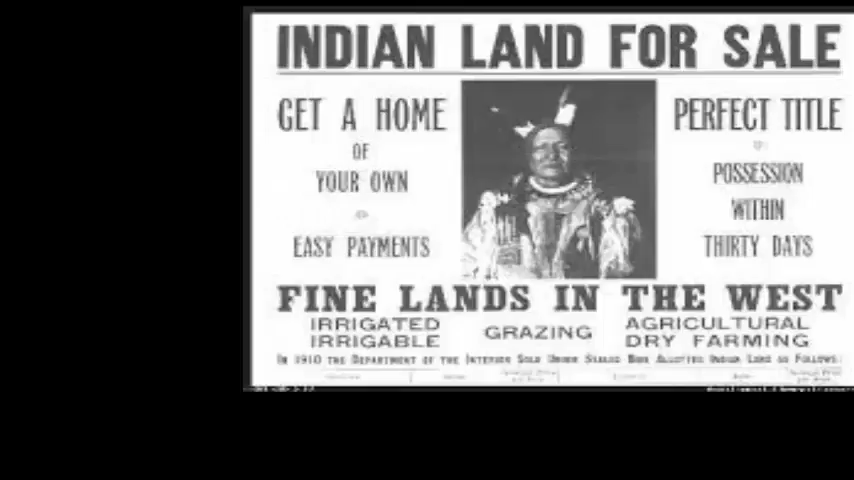 INDIAN LAND FOR SALE
GET A HOME
OF
YOUR OWN
EASY PAYMENTS
PERFECT TITLE
POSSESSION
WITHIN
THIRTY DAYS
FINE LANDS IN THE WEST
IRRIGATED
IRRIGABLE
GRAZING
AGRICULTURAL
DRY FARMING
IN 1910 THE DEPARTMENT OF THE INTERIOR SOLD UNDER SEALED BIDS ALLOTTED INDIAN LAND AS FOLLOWS: